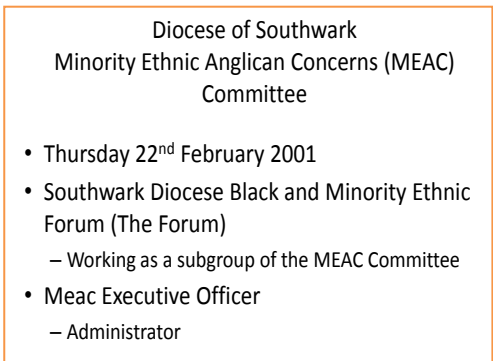 Diocese of Southwark
Minority Ethnic Anglican Concerns (MEAC)
Committee
• Thursday 22nd February 2001
• Southwark Diocese Black and Minority Ethnic
Forum (The Forum)
– Working as a subgroup of the MEAC Committee
• Meac Executive Officer
– Administrator